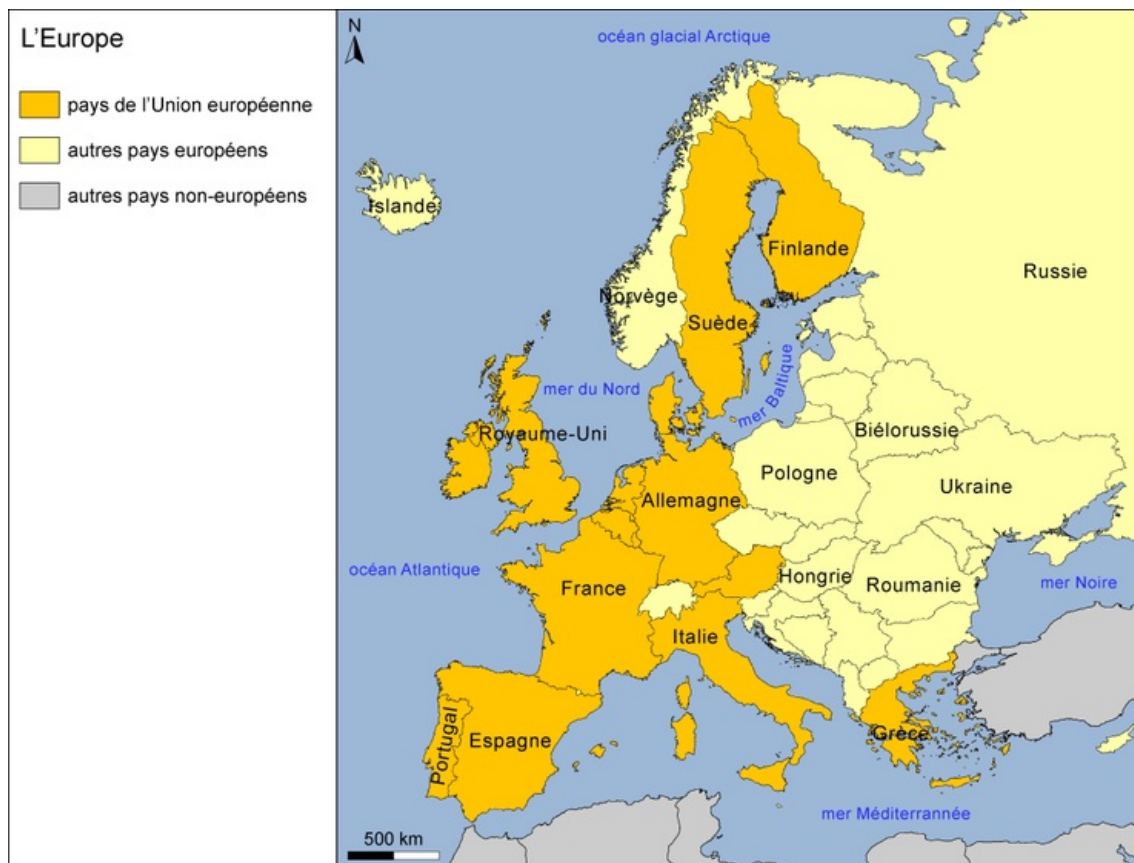 L'Europe
pays de l'Union européenne
autres pays européens
autres pays non-européens
N
océan glacial Arctique
Islande
Finlande
Russie
Norvège
Suède
mer Baltique
mer du Nord
Royaume-Uni
Biélorussie
Pologne
Ukraine
Allemagne
océan Atlantique
France
Hongrie
Roumanie
mer Noire
Italie
Portugal
Espagne
Grèce
mer Méditerrannée
500 km